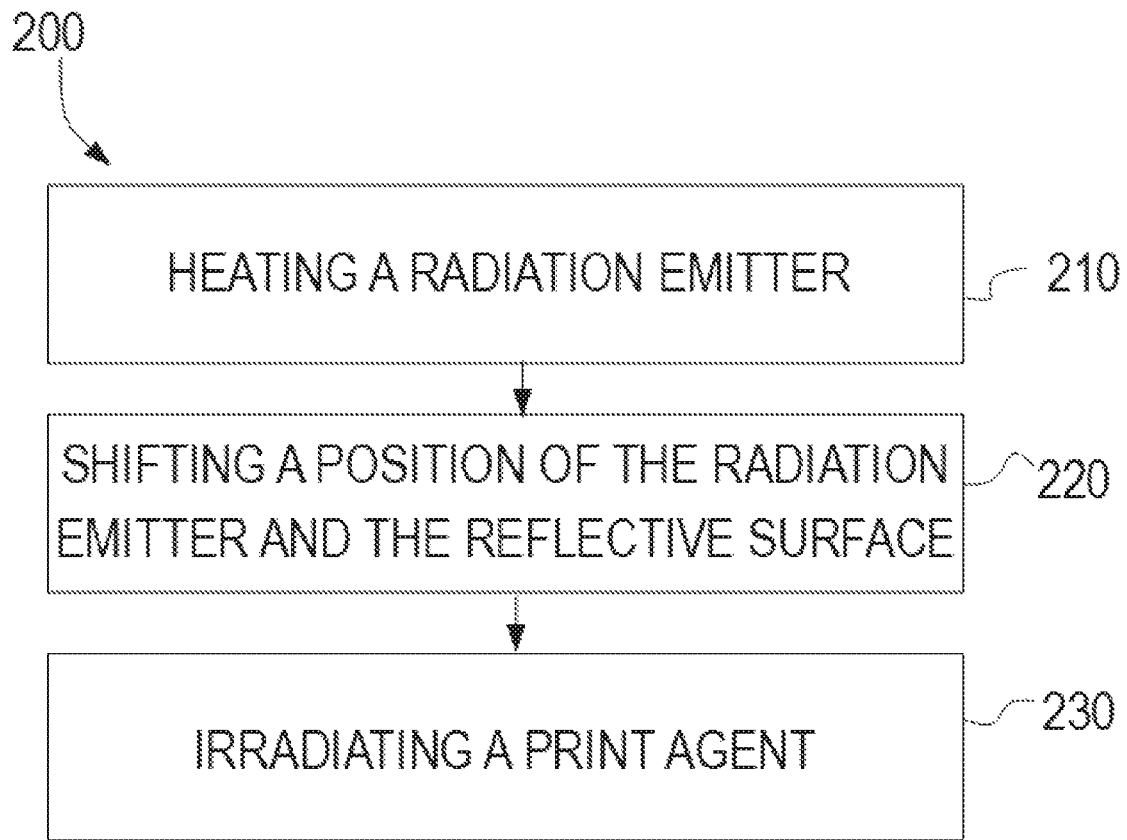 200
HEATING A RADIATION EMITTER
210
SHIFTING A POSITION OF THE RADIATION
EMITTER AND THE REFLECTIVE SURFACE
220
IRRADIATING A PRINT AGENT
230